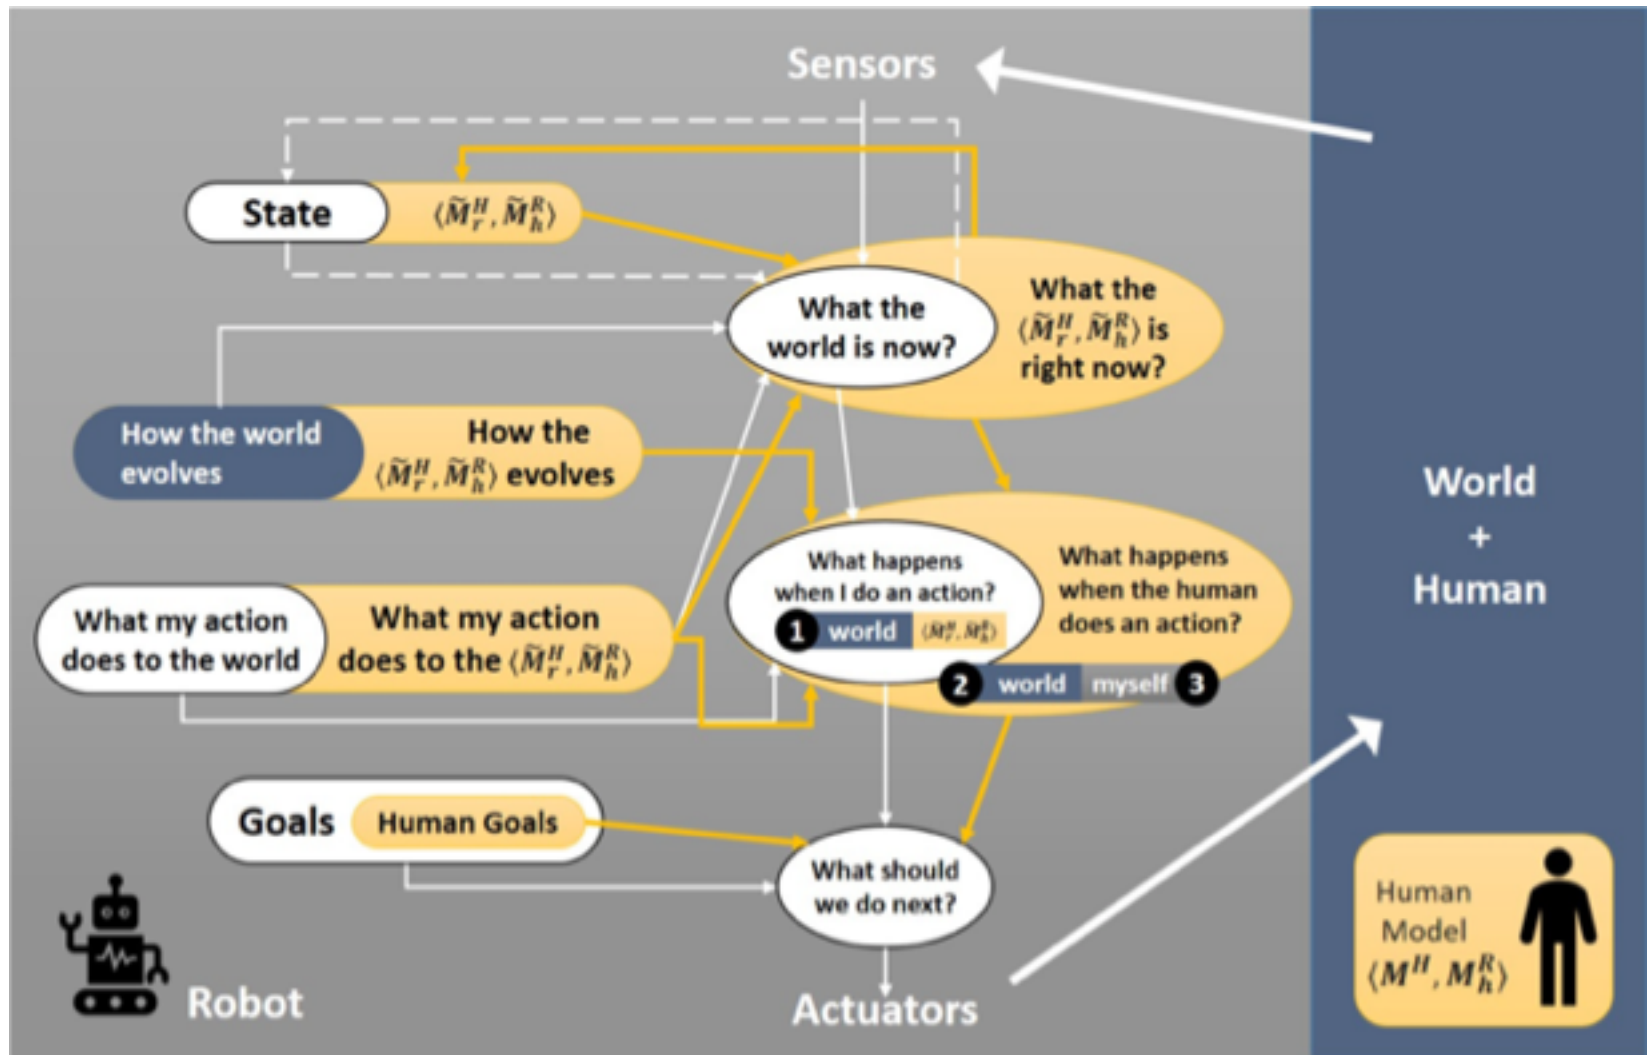 Sensors
State
⟨M̃ᴴᵣ, M̃ᴿₕ⟩
What the
world is now?
What the
⟨M̃ᴴᵣ, M̃ᴿₕ⟩ is
right now?
How the world
evolves
How the
⟨M̃ᴴᵣ, M̃ᴿₕ⟩ evolves
What happens
when I do an action?
1 world ⟨M̃ᴴᵣ, M̃ᴿₕ⟩
What happens
when the human
does an action?
2 world myself 3
What my action
does to the world
What my action
does to the ⟨M̃ᴴᵣ, M̃ᴿₕ⟩
Goals
Human Goals
What should
we do next?
Actuators
Robot
World
+
Human
Human
Model
⟨Mᴴ, Mᴿₕ⟩